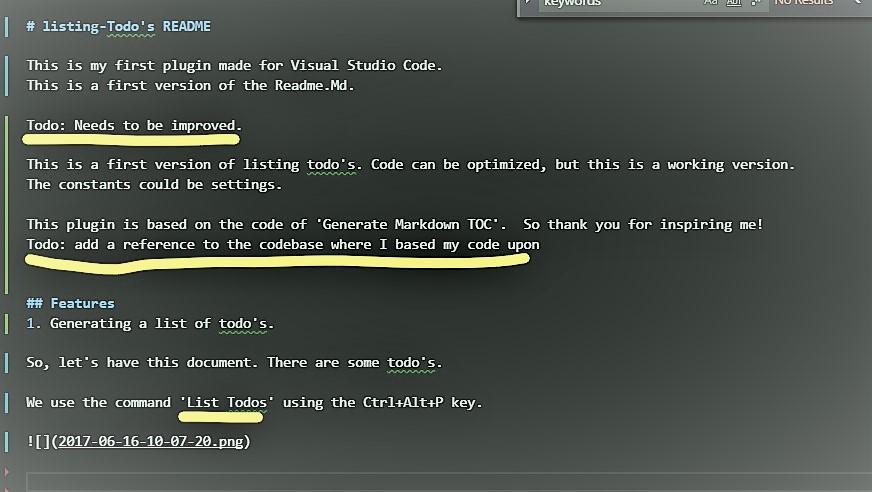 keywords Aa Abl .* No Results
# listing-Todo's README
This is my first plugin made for Visual Studio Code.
This is a first version of the Readme.Md.
Todo: Needs to be improved.
This is a first version of listing todo's. Code can be optimized, but this is a working version.
The constants could be settings.
This plugin is based on the code of 'Generate Markdown TOC'.  So thank you for inspiring me!
Todo: add a reference to the codebase where I based my code upon
## Features
1. Generating a list of todo's.
So, let's have this document. There are some todo's.
We use the command 'List Todos' using the Ctrl+Alt+P key.
![](2017-06-16-10-07-20.png)